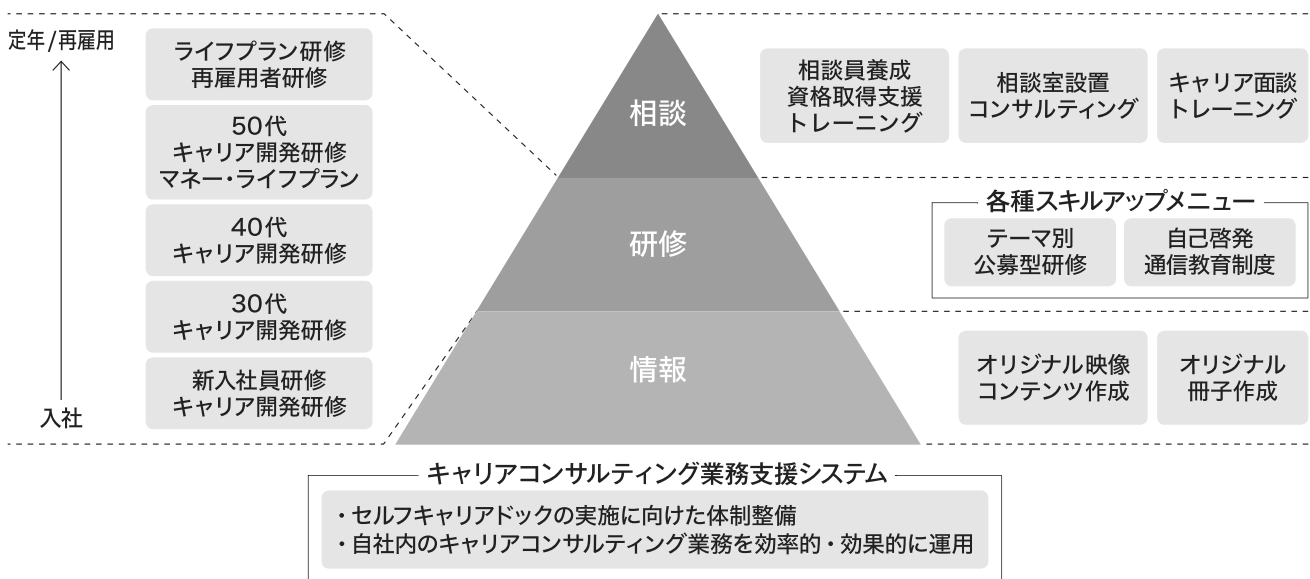 定年/再雇用
入社
ライフプラン研修
再雇用者研修
50代
キャリア開発研修
マネー・ライフプラン
40代
キャリア開発研修
30代
キャリア開発研修
新入社員研修
キャリア開発研修
相談
研修
情報
相談員養成
資格取得支援
トレーニング
相談室設置
コンサルティング
キャリア面談
トレーニング
各種スキルアップメニュー
テーマ別
公募型研修
自己啓発
通信教育制度
オリジナル映像
コンテンツ作成
オリジナル
冊子作成
キャリアコンサルティング業務支援システム
・セルフキャリアドックの実施に向けた体制整備
・自社内のキャリアコンサルティング業務を効率的・効果的に運用